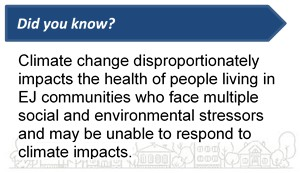 Did you know?
Climate change disproportionately
impacts the health of people living in
EJ communities who face multiple
social and environmental stressors
and may be unable to respond to
climate impacts.